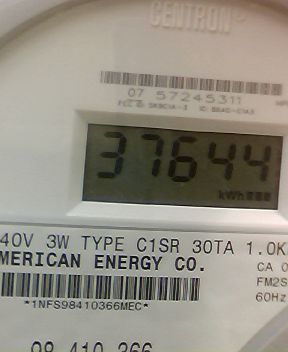 CENTRON
07 57245311
37644
kWh
40V 3W TYPE C1SR 30TA 1.0K
MERICAN ENERGY CO.
CA 0
FM2S
60Hz
*1NFS98410366MEC*
98 410 366